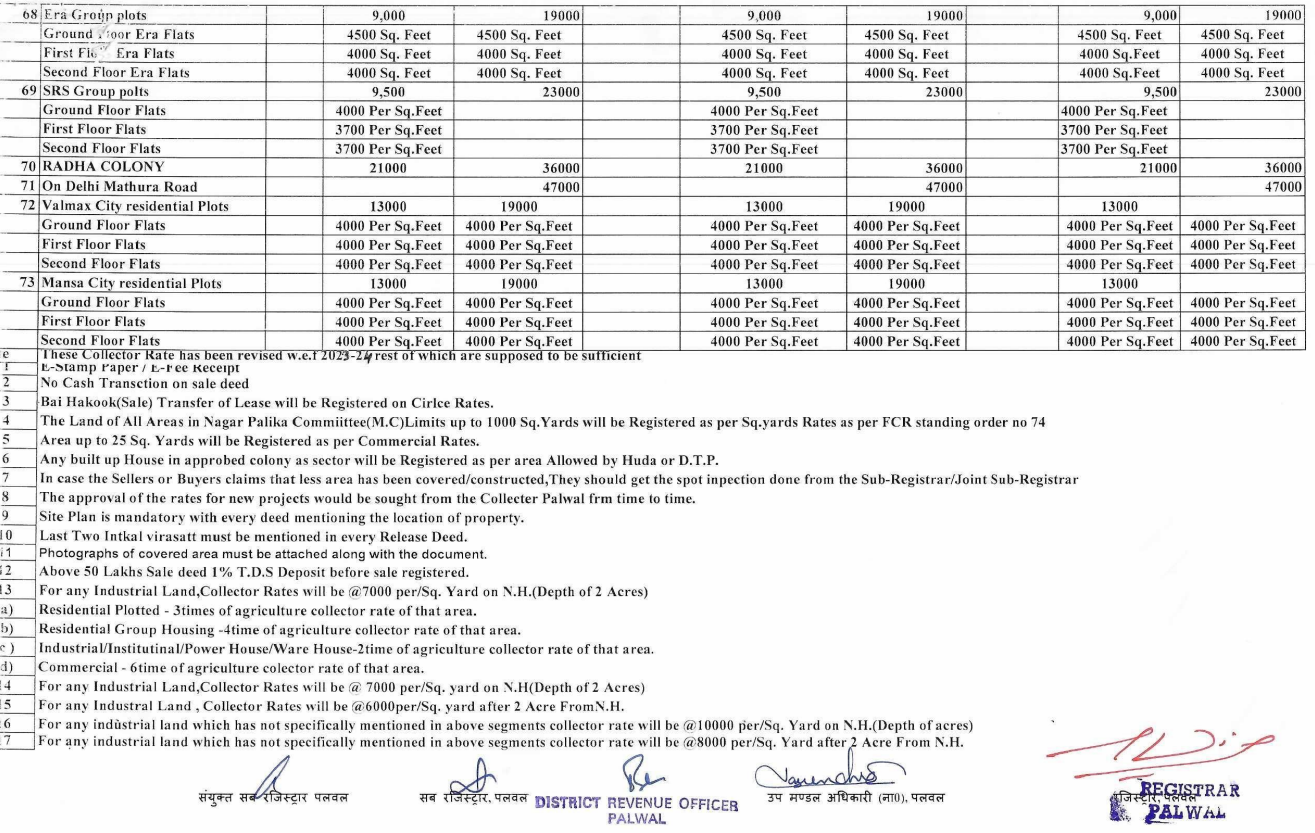 68 Era Group plots 9,000 19000 9,000 19000 9,000 19000
Ground Floor Era Flats 4500 Sq. Feet 4500 Sq. Feet 4500 Sq. Feet 4500 Sq. Feet 4500 Sq. Feet 4500 Sq. Feet
First Era Flats 4000 Sq. Feet 4000 Sq. Feet 4000 Sq. Feet 4000 Sq. Feet 4000 Sq. Feet 4000 Sq. Feet
Second Floor Era Flats 4000 Sq. Feet 4000 Sq. Feet 4000 Sq. Feet 4000 Sq. Feet 4000 Sq. Feet 4000 Sq. Feet
69 SRS Group polts 9,500 23000 9,500 23000 9,500 23000
Ground Floor Flats 4000 Per Sq.Feet 4000 Per Sq.Feet 4000 Per Sq.Feet
First Floor Flats 3700 Per Sq.Feet 3700 Per Sq.Feet 3700 Per Sq.Feet
Second Floor Flats 3700 Per Sq.Feet 3700 Per Sq.Feet 3700 Per Sq.Feet
70 RADHA COLONY 21000 36000 21000 36000 21000 36000
71 On Delhi Mathura Road 47000 47000 47000
72 Valmax City residential Plots 13000 19000 13000 19000 13000
Ground Floor Flats 4000 Per Sq.Feet 4000 Per Sq.Feet 4000 Per Sq.Feet 4000 Per Sq.Feet 4000 Per Sq.Feet 4000 Per Sq.Feet
First Floor Flats 4000 Per Sq.Feet 4000 Per Sq.Feet 4000 Per Sq.Feet 4000 Per Sq.Feet 4000 Per Sq.Feet 4000 Per Sq.Feet
Second Floor Flats 4000 Per Sq.Feet 4000 Per Sq.Feet 4000 Per Sq.Feet 4000 Per Sq.Feet 4000 Per Sq.Feet 4000 Per Sq.Feet
73 Mansa City residential Plots 13000 19000 13000 19000 13000
Ground Floor Flats 4000 Per Sq.Feet 4000 Per Sq.Feet 4000 Per Sq.Feet 4000 Per Sq.Feet 4000 Per Sq.Feet 4000 Per Sq.Feet
First Floor Flats 4000 Per Sq.Feet 4000 Per Sq.Feet 4000 Per Sq.Feet 4000 Per Sq.Feet 4000 Per Sq.Feet 4000 Per Sq.Feet
Second Floor Flats 4000 Per Sq.Feet 4000 Per Sq.Feet 4000 Per Sq.Feet 4000 Per Sq.Feet 4000 Per Sq.Feet 4000 Per Sq.Feet
e These Collector Rate has been revised w.e.f 2023-24 rest of which are supposed to be sufficient
1 E-Stamp Paper / E-Fee Receipt
2 No Cash Transction on sale deed
3 Bai Hakook(Sale) Transfer of Lease will be Registered on Cirlce Rates.
4 The Land of All Areas in Nagar Palika Commiittee(M.C)Limits up to 1000 Sq.Yards will be Registered as per Sq.yards Rates as per FCR standing order no 74
5 Area up to 25 Sq. Yards will be Registered as per Commercial Rates.
6 Any built up House in approbed colony as sector will be Registered as per area Allowed by Huda or D.T.P.
7 In case the Sellers or Buyers claims that less area has been covered/constructed,They should get the spot inpection done from the Sub-Registrar/Joint Sub-Registrar
8 The approval of the rates for new projects would be sought from the Collecter Palwal frm time to time.
9 Site Plan is mandatory with every deed mentioning the location of property.
10 Last Two Intkal virasatt must be mentioned in every Release Deed.
11 Photographs of covered area must be attached along with the document.
12 Above 50 Lakhs Sale deed 1% T.D.S Deposit before sale registered.
13 For any Industrial Land,Collector Rates will be @7000 per/Sq. Yard on N.H.(Depth of 2 Acres)
a) Residential Plotted - 3times of agriculture collector rate of that area.
b) Residential Group Housing -4time of agriculture collector rate of that area.
c ) Industrial/Institutinal/Power House/Ware House-2time of agriculture collector rate of that area.
d) Commercial - 6time of agriculture colector rate of that area.
14 For any Industrial Land,Collector Rates will be @ 7000 per/Sq. yard on N.H(Depth of 2 Acres)
15 For any Industral Land , Collector Rates will be @6000per/Sq. yard after 2 Acre FromN.H.
16 For any industrial land which has not specifically mentioned in above segments collector rate will be @10000 per/Sq. Yard on N.H.(Depth of acres)
17 For any industrial land which has not specifically mentioned in above segments collector rate will be @8000 per/Sq. Yard after 2 Acre From N.H.
संयुक्त सब रजिस्ट्रार पलवल सब रजिस्ट्रार, पलवल DISTRICT REVENUE OFFICER उप मण्डल अधिकारी (ना0), पलवल रजिस्ट्रार, पलवल REGISTRAR
PALWAL PALWAL